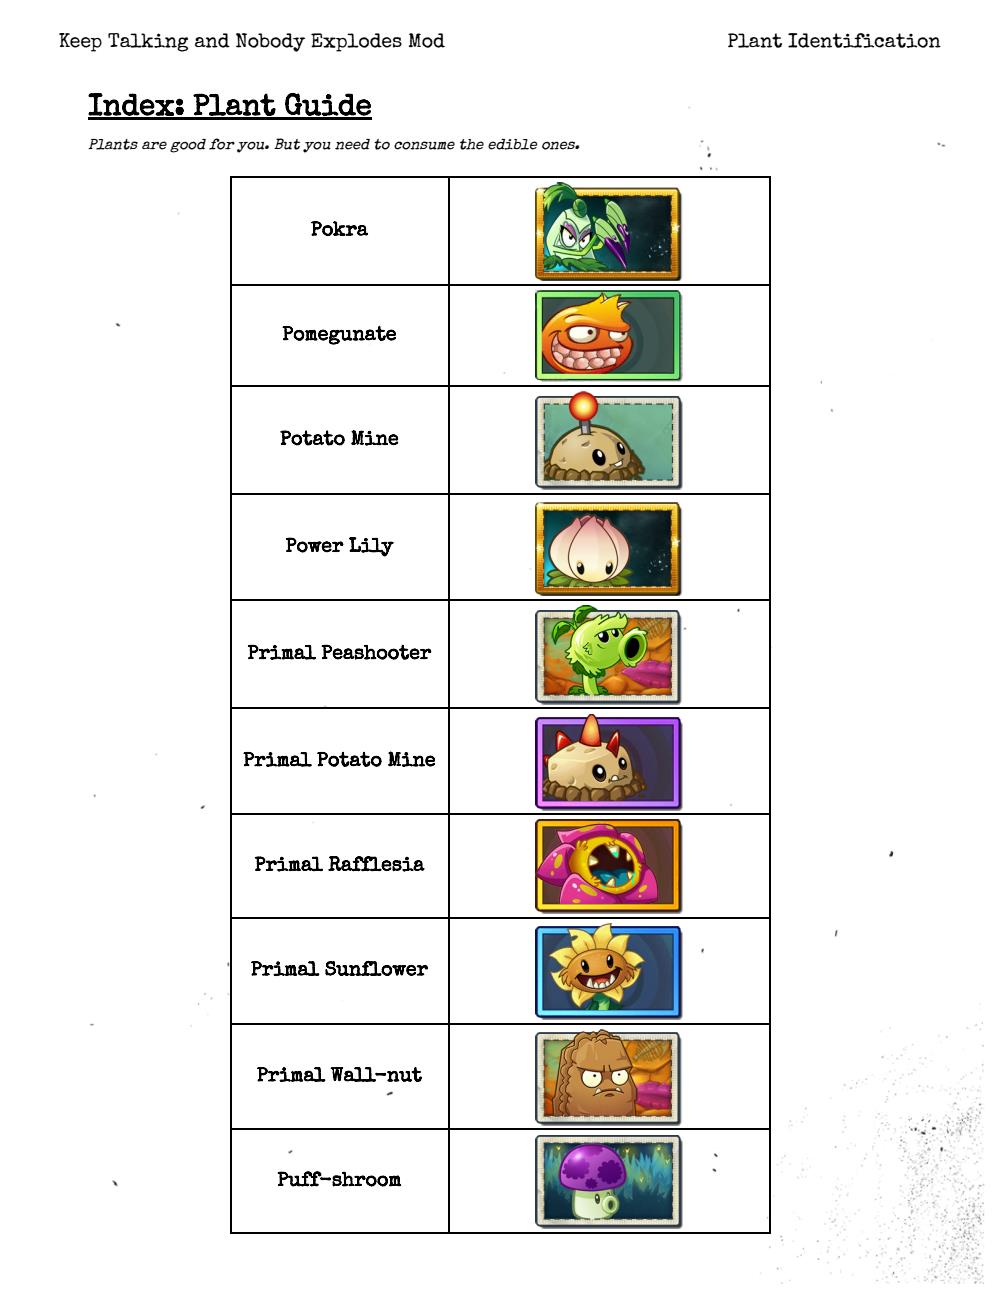 Keep Talking and Nobody Explodes Mod
Plant Identification
Index: Plant Guide
Plants are good for you. But you need to consume the edible ones.
Pokra
Pomegunate
Potato Mine
Power Lily
Primal Peashooter
Primal Potato Mine
Primal Rafflesia
Primal Sunflower
Primal Wall-nut
Puff-shroom